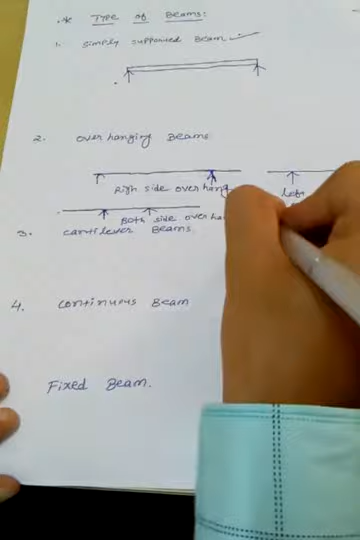 * Type of Beams:
1. Simply supported Beam
2. over hanging Beams
Righ side over hang
left
Both side over ha
3. Cantilever Beams
4. Continuous Beam
Fixed Beam.